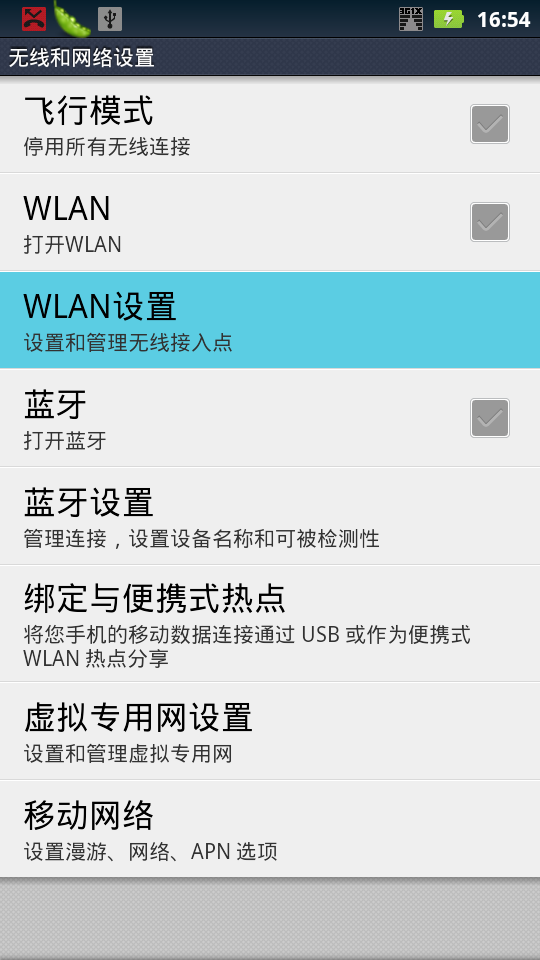 16:54
无线和网络设置
飞行模式
停用所有无线连接
WLAN
打开WLAN
WLAN设置
设置和管理无线接入点
蓝牙
打开蓝牙
蓝牙设置
管理连接，设置设备名称和可被检测性
绑定与便携式热点
将您手机的移动数据连接通过 USB 或作为便携式
WLAN 热点分享
虚拟专用网设置
设置和管理虚拟专用网
移动网络
设置漫游、网络、APN 选项